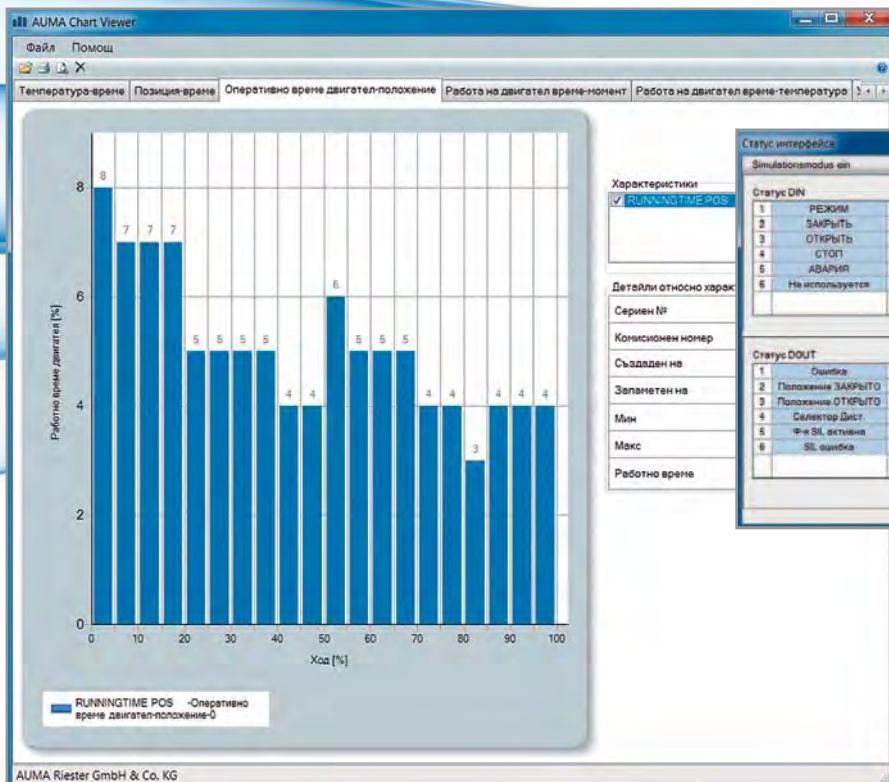 AUMA Chart Viewer
Файл Помощ
Температура-време Позиция-време Оперативно време двигател-положение Работа на двигател време-момент Работа на двигател време-температура
8
7 7 7
5 5 5 5
4 4
6
5 5 5
4 4
3
4 4 4
Работно време двигател [%]
8
6
4
2
0
0 10 20 30 40 50 60 70 80 90 100
Ход [%]
RUNNINGTIME POS -Оперативно
време двигател-положение-0
Характеристики
RUNNINGTIME POS
Детайли относно харак
Сериен №
Комисионен номер
Създаден на
Запаметен на
Мин
Макс
Работно време
Статус интерфейса
Simulationsmodus ein
Статус DIN
1 РЕЖИМ
2 ЗАКРЫТЬ
3 ОТКРЫТЬ
4 СТОП
5 АВАРИЯ
6 Не используется
Статус DOUT
1 Ошибка
2 Положение ЗАКРЫТО
3 Положение ОТКРЫТО
4 Селектор Дист.
5 Ф-я SIL активна
6 SIL ошибка
AUMA Riester GmbH & Co. KG